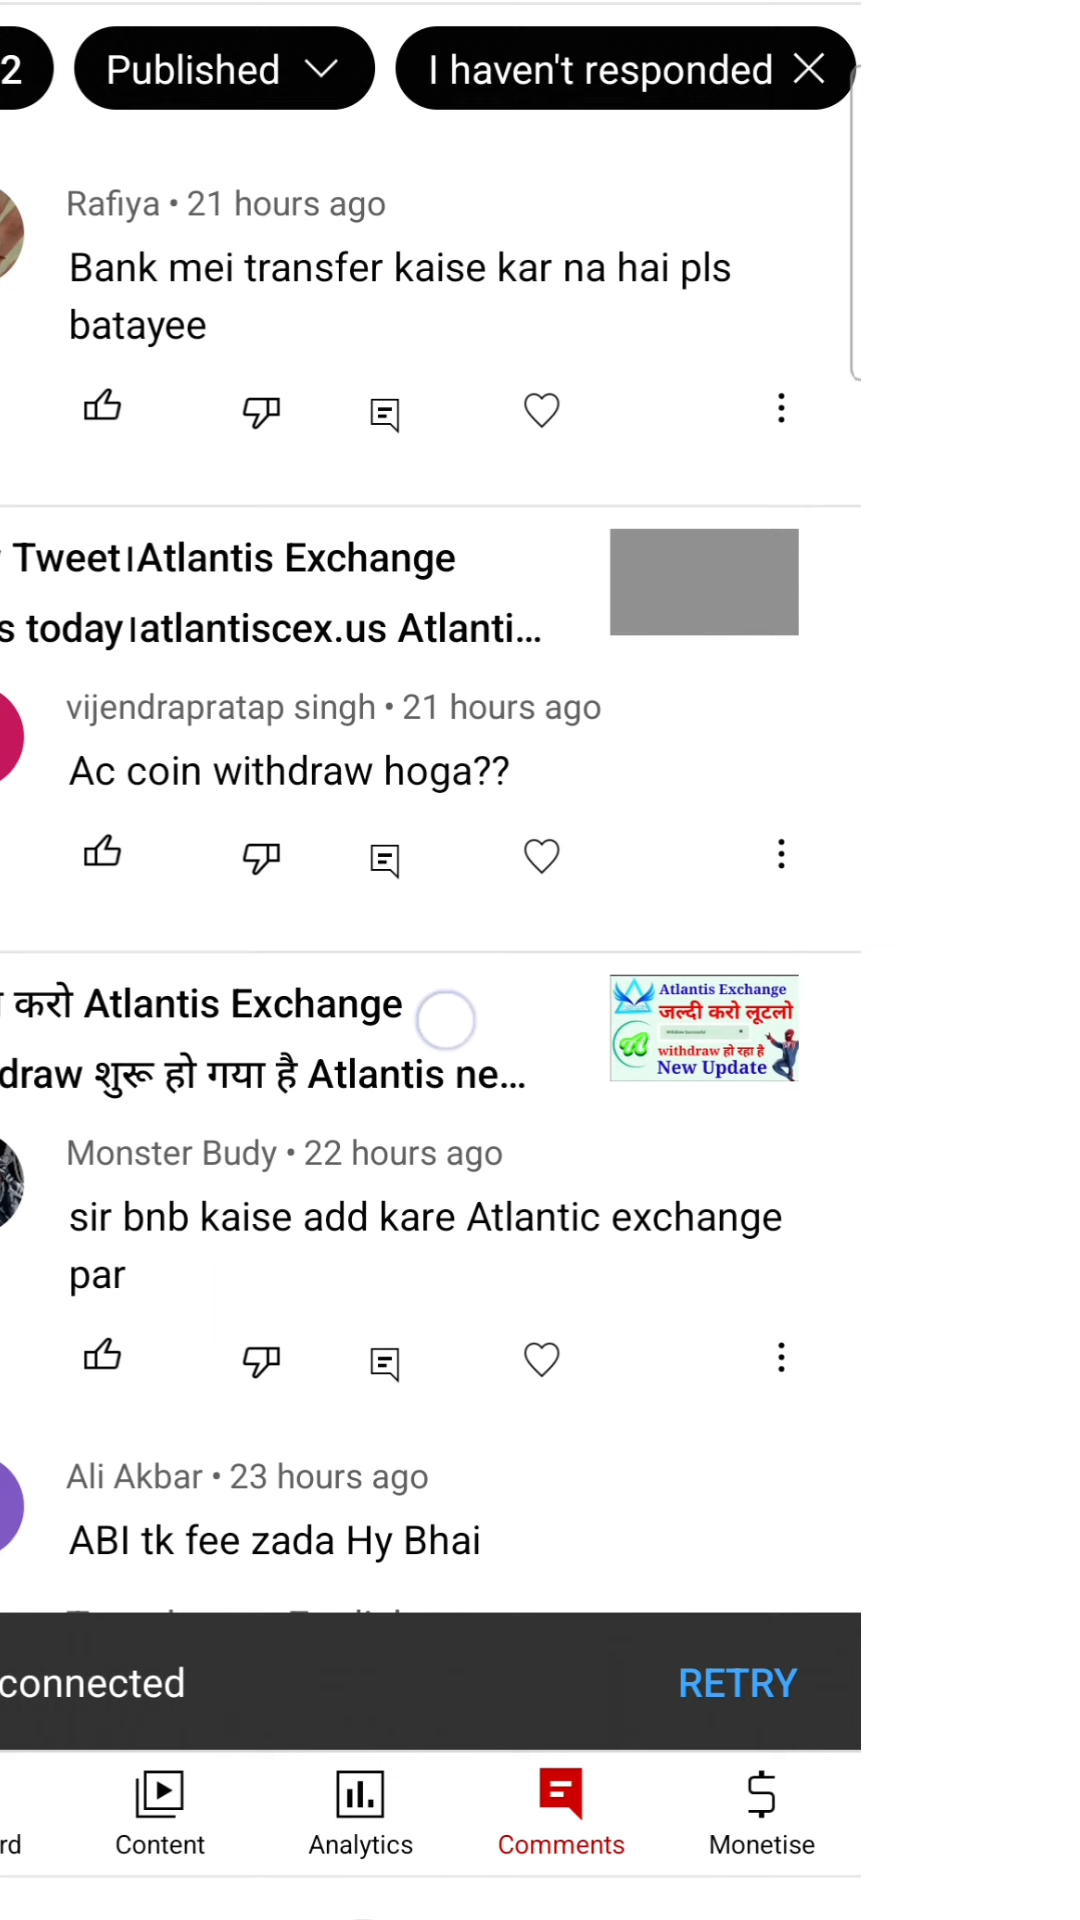 2 Published I haven't responded
Rafiya • 21 hours ago
Bank mei transfer kaise kar na hai pls
batayee
Tweet।Atlantis Exchange
s today।atlantiscex.us Atlanti...
vijendrapratap singh • 21 hours ago
Ac coin withdraw hoga??
करो Atlantis Exchange
draw शुरू हो गया है Atlantis ne...
Atlantis Exchange
जल्दी करो लूटलो
withdraw हो रहा है
New Update
Monster Budy • 22 hours ago
sir bnb kaise add kare Atlantic exchange
par
Ali Akbar • 23 hours ago
ABI tk fee zada Hy Bhai
connected RETRY
rd Content Analytics Comments Monetise